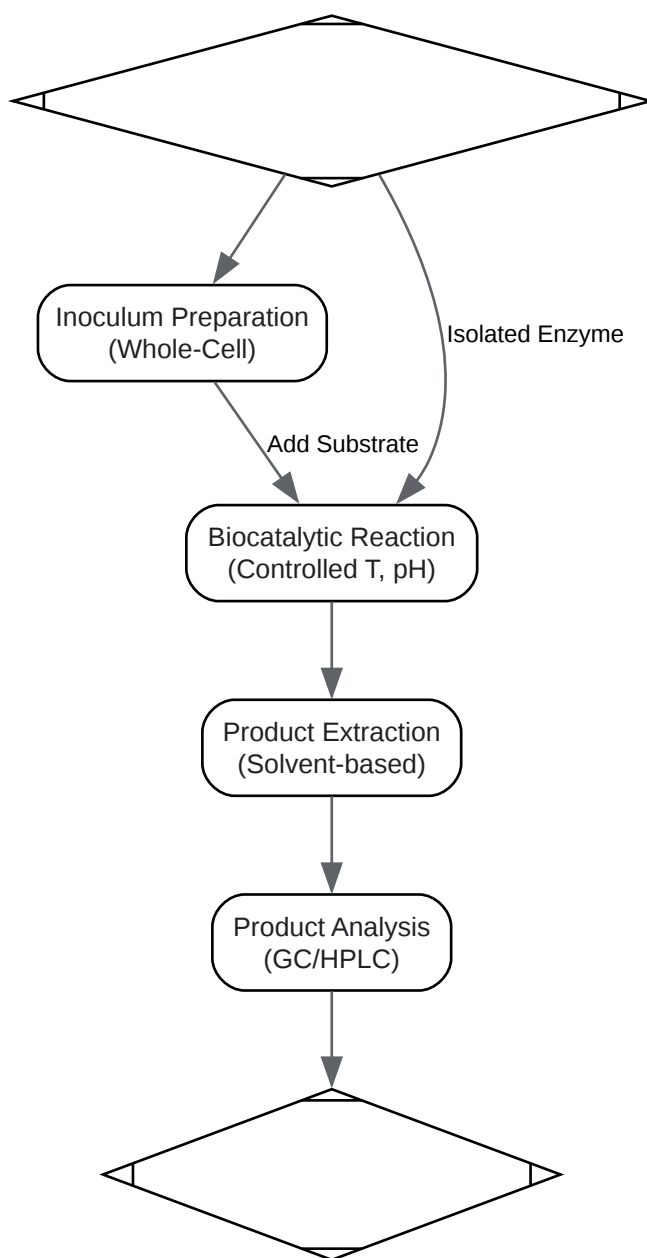 Inoculum Preparation
(Whole-Cell)
Isolated Enzyme
Add Substrate
Biocatalytic Reaction
(Controlled T, pH)
Product Extraction
(Solvent-based)
Product Analysis
(GC/HPLC)